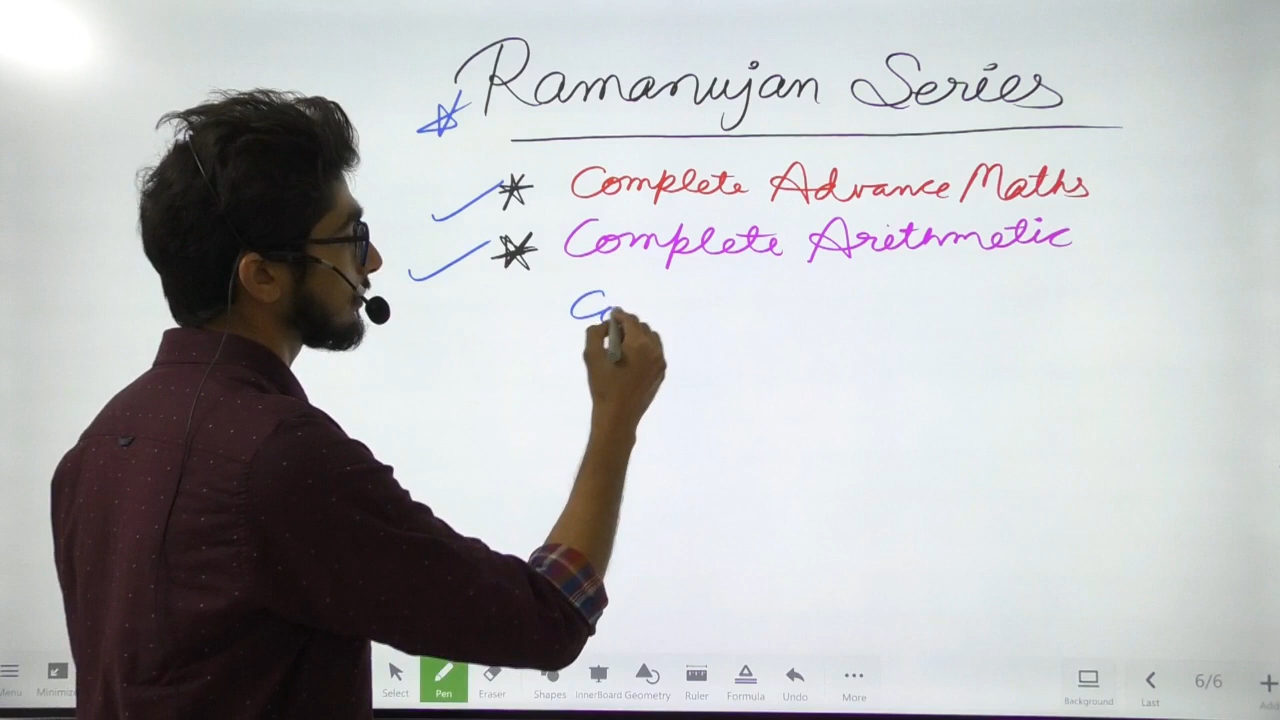 Ramanujan Series
Complete Advance Maths
Complete Arithmetic
Menu
Select
Pen
Eraser
Shapes
InnerBoard
Geometry
Ruler
Formula
Undo
More
Background
Last
6/6